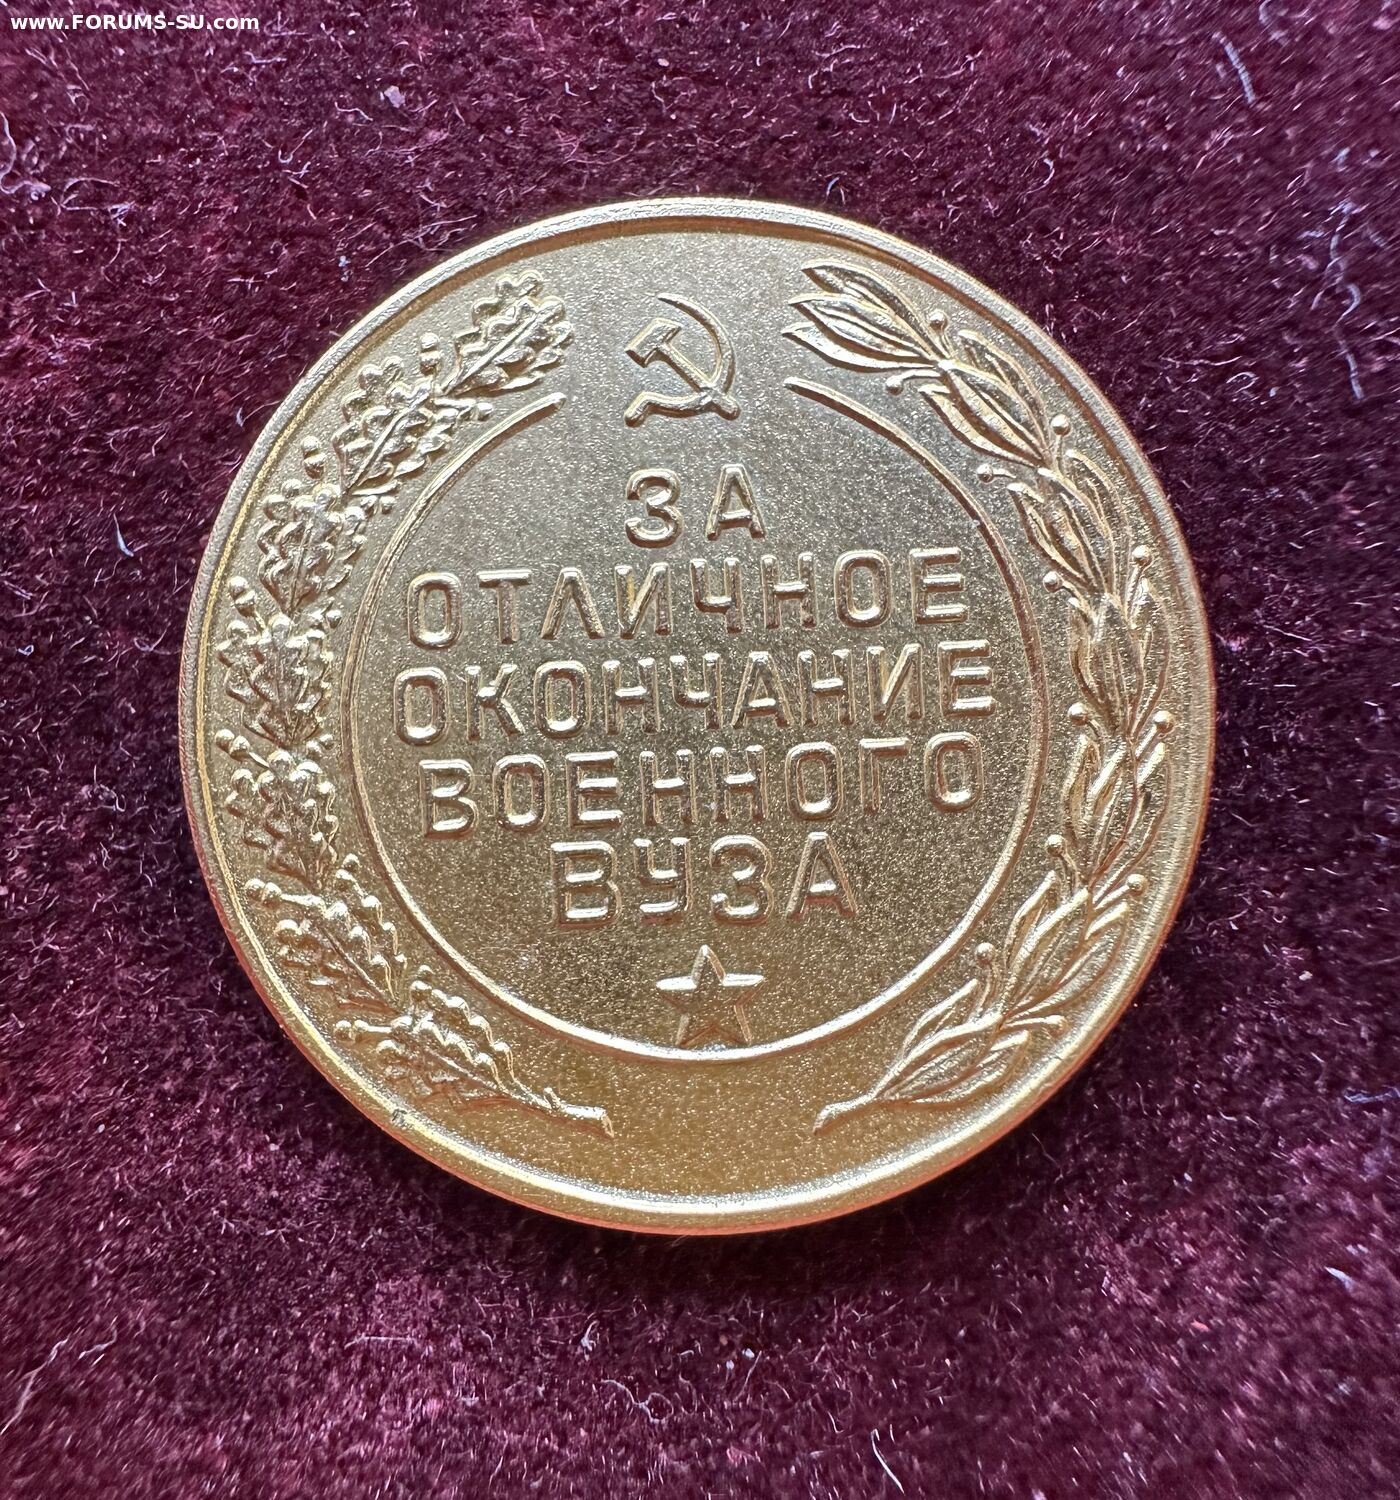 www.FORUMS-SU.com
ЗА
ОТЛИЧНОЕ
ОКОНЧАНИЕ
ВОЕННОГО
ВУЗА